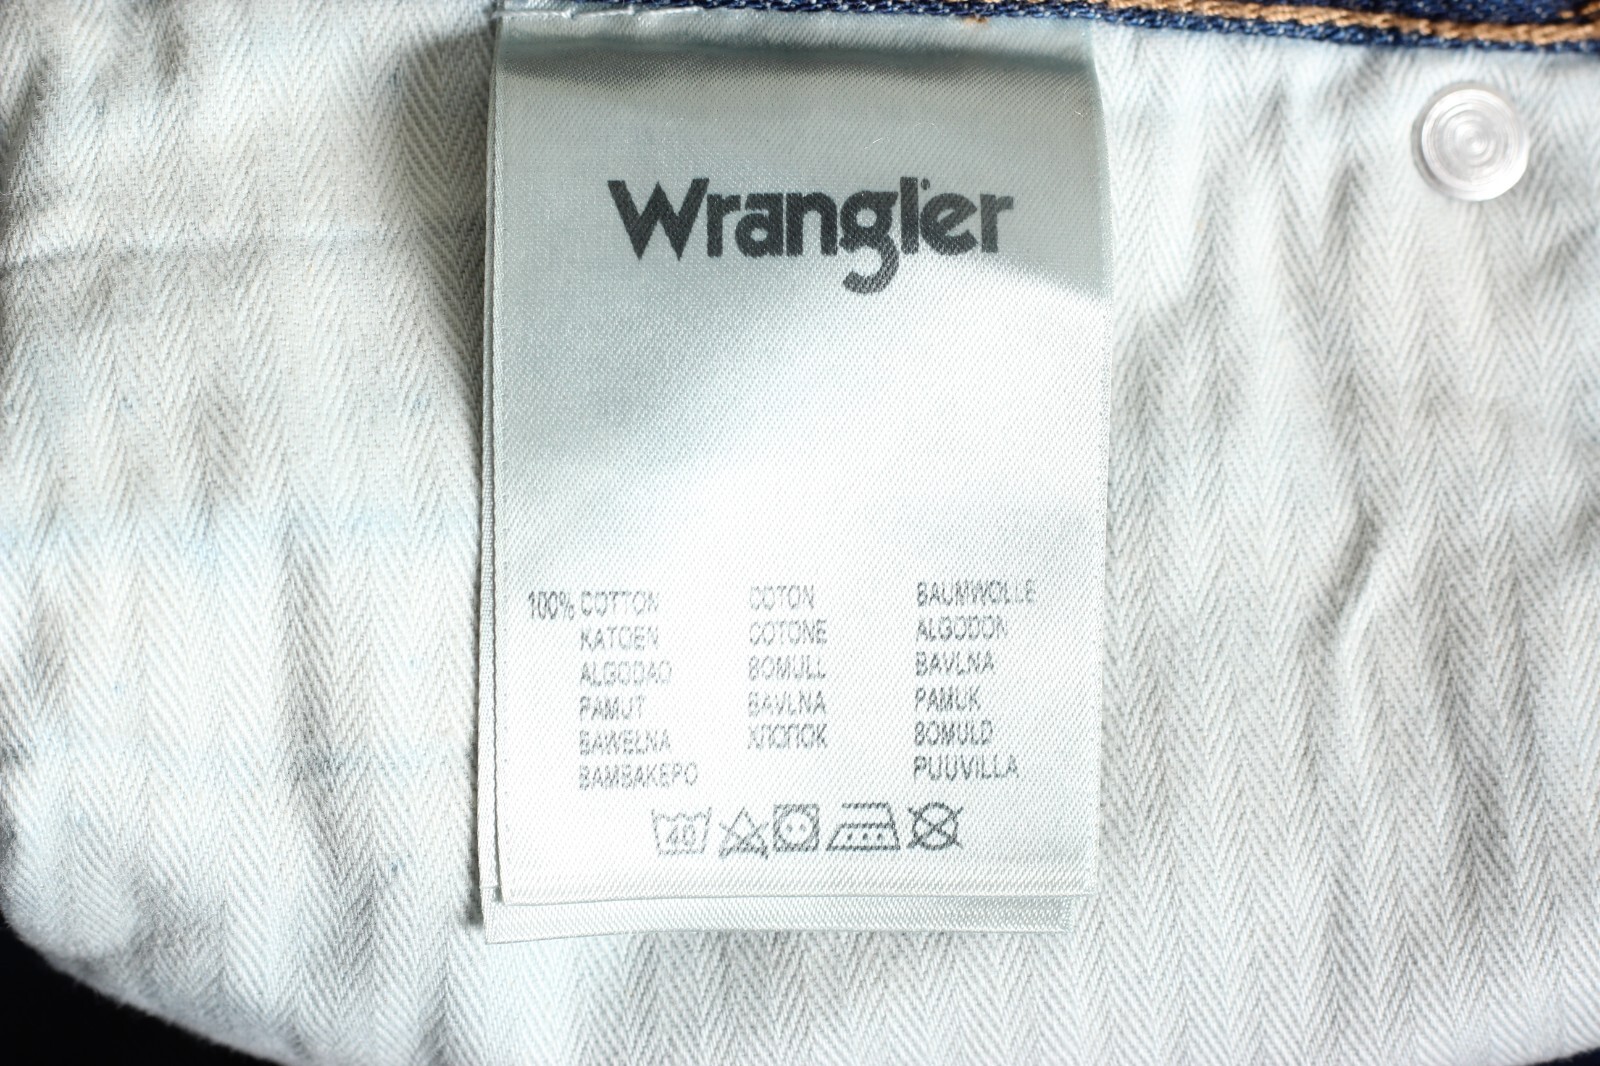 Wrangler
100% COTTON COTON BAUMWOLLE
KATOEN COTONE ALGODON
ALGODAO BOMULL BAVLNA
PAMUT BAVLNA PAMUK
BAWEŁNA ХЛОПОК BOMULD
BAMBAKEPO PUUVILLA
40